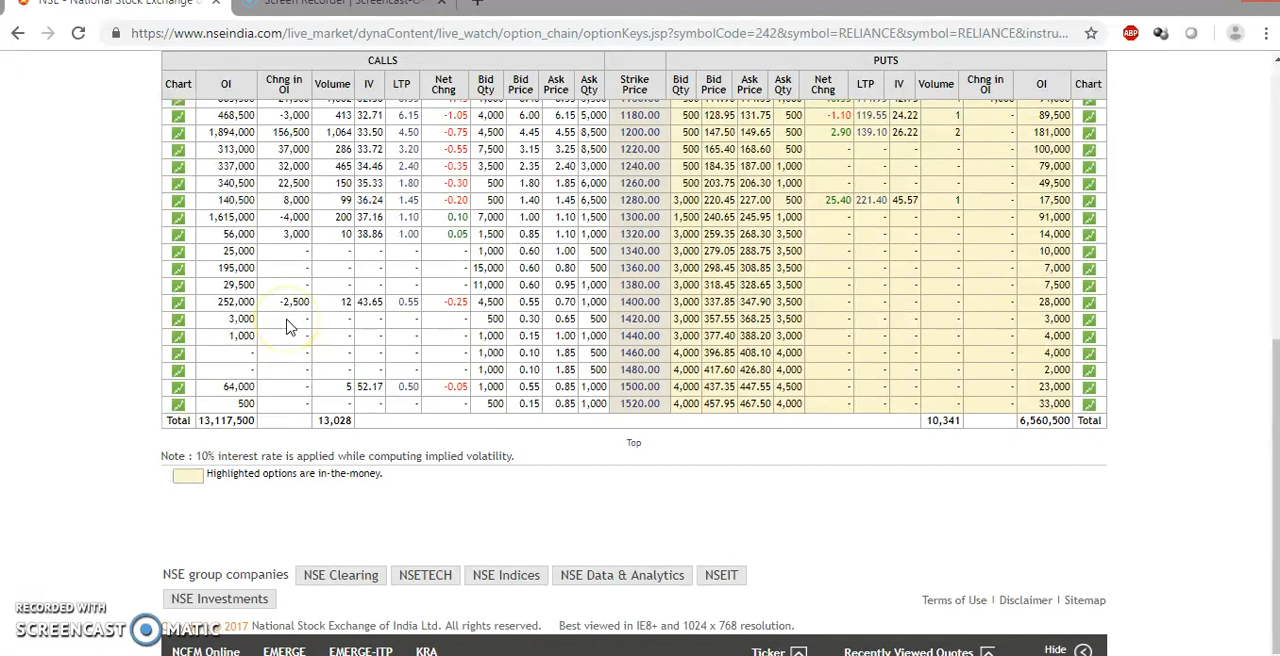 NSE - National Stock Exchange
Screen Recorder | Screencast-O-
https://www.nseindia.com/live_market/dynaContent/live_watch/option_chain/optionKeys.jsp?symbolCode=242&symbol=RELIANCE&symbol=RELIANCE&instru... ABP
CALLS PUTS
Chart OI Chng in OI Volume IV LTP Net Chng Bid Qty Bid Price Ask Price Ask Qty Strike Price Bid Qty Bid Price Ask Price Ask Qty Net Chng LTP IV Volume Chng in OI OI Chart
468,500 -3,000 413 32.71 6.15 -1.05 4,000 6.00 6.15 5,000 1180.00 500 128.95 131.75 500 -1.10 119.55 24.22 1 - 89,500
1,894,000 156,500 1,064 33.50 4.50 -0.75 4,500 4.45 4.55 8,500 1200.00 500 147.50 149.65 500 2.90 139.10 26.22 2 - 181,000
313,000 37,000 286 33.72 3.20 -0.55 7,500 3.15 3.25 8,500 1220.00 500 165.40 168.60 500 - - - - - 100,000
337,000 32,000 465 34.46 2.40 -0.35 3,500 2.35 2.40 3,000 1240.00 500 184.35 187.00 1,000 - - - - - 79,000
340,500 22,500 150 35.33 1.80 -0.30 500 1.80 1.85 6,000 1260.00 500 203.75 206.30 1,000 - - - - - 49,500
140,500 8,000 99 36.24 1.45 -0.20 500 1.40 1.45 6,500 1280.00 3,000 220.45 227.00 500 25.40 221.40 45.57 1 - 17,500
1,615,000 -4,000 200 37.16 1.10 0.10 7,000 1.00 1.10 1,500 1300.00 1,500 240.65 245.95 1,000 - - - - - 91,000
56,000 3,000 10 38.86 1.00 0.05 1,500 0.85 1.10 1,000 1320.00 3,000 259.35 268.30 3,500 - - - - - 14,000
25,000 - - - - - 1,000 0.60 1.00 500 1340.00 3,000 279.05 288.75 3,500 - - - - - 10,000
195,000 - - - - - 15,000 0.60 0.80 500 1360.00 3,000 298.45 308.85 3,500 - - - - - 7,000
29,500 - - - - - 11,000 0.60 0.95 1,000 1380.00 3,000 318.45 328.65 3,500 - - - - - 7,500
252,000 -2,500 12 43.65 0.55 -0.25 4,500 0.55 0.70 1,000 1400.00 3,000 337.85 347.90 3,500 - - - - - 28,000
3,000 - - - - - 500 0.30 0.65 500 1420.00 3,000 357.55 368.25 3,500 - - - - - 3,000
1,000 - - - - - 1,000 0.15 1.00 1,000 1440.00 3,000 377.40 388.20 3,000 - - - - - 4,000
- - - - - - 1,000 0.10 1.85 500 1460.00 4,000 396.85 408.10 4,000 - - - - - 4,000
- - - - - - 1,000 0.10 1.85 500 1480.00 4,000 417.60 426.80 4,000 - - - - - 2,000
64,000 - 5 52.17 0.50 -0.05 1,000 0.55 0.85 1,000 1500.00 4,000 437.35 447.55 4,500 - - - - - 23,000
500 - - - - - 500 0.15 0.85 1,000 1520.00 4,000 457.95 467.50 4,000 - - - - - 33,000
Total 13,117,500 13,028 10,341 6,560,500 Total
Top
Note : 10% interest rate is applied while computing implied volatility.
Highlighted options are in-the-money.
NSE group companies NSE Clearing NSETECH NSE Indices NSE Data & Analytics NSEIT
NSE Investments
Terms of Use | Disclaimer | Sitemap
RECORDED WITH
SCREENCAST MATIC
2017 National Stock Exchange of India Ltd. All rights reserved. Best viewed in IE8+ and 1024 x 768 resolution.
NCFM Online EMERGE EMERGE-ITP KRA Ticker Recently Viewed Quotes Hide